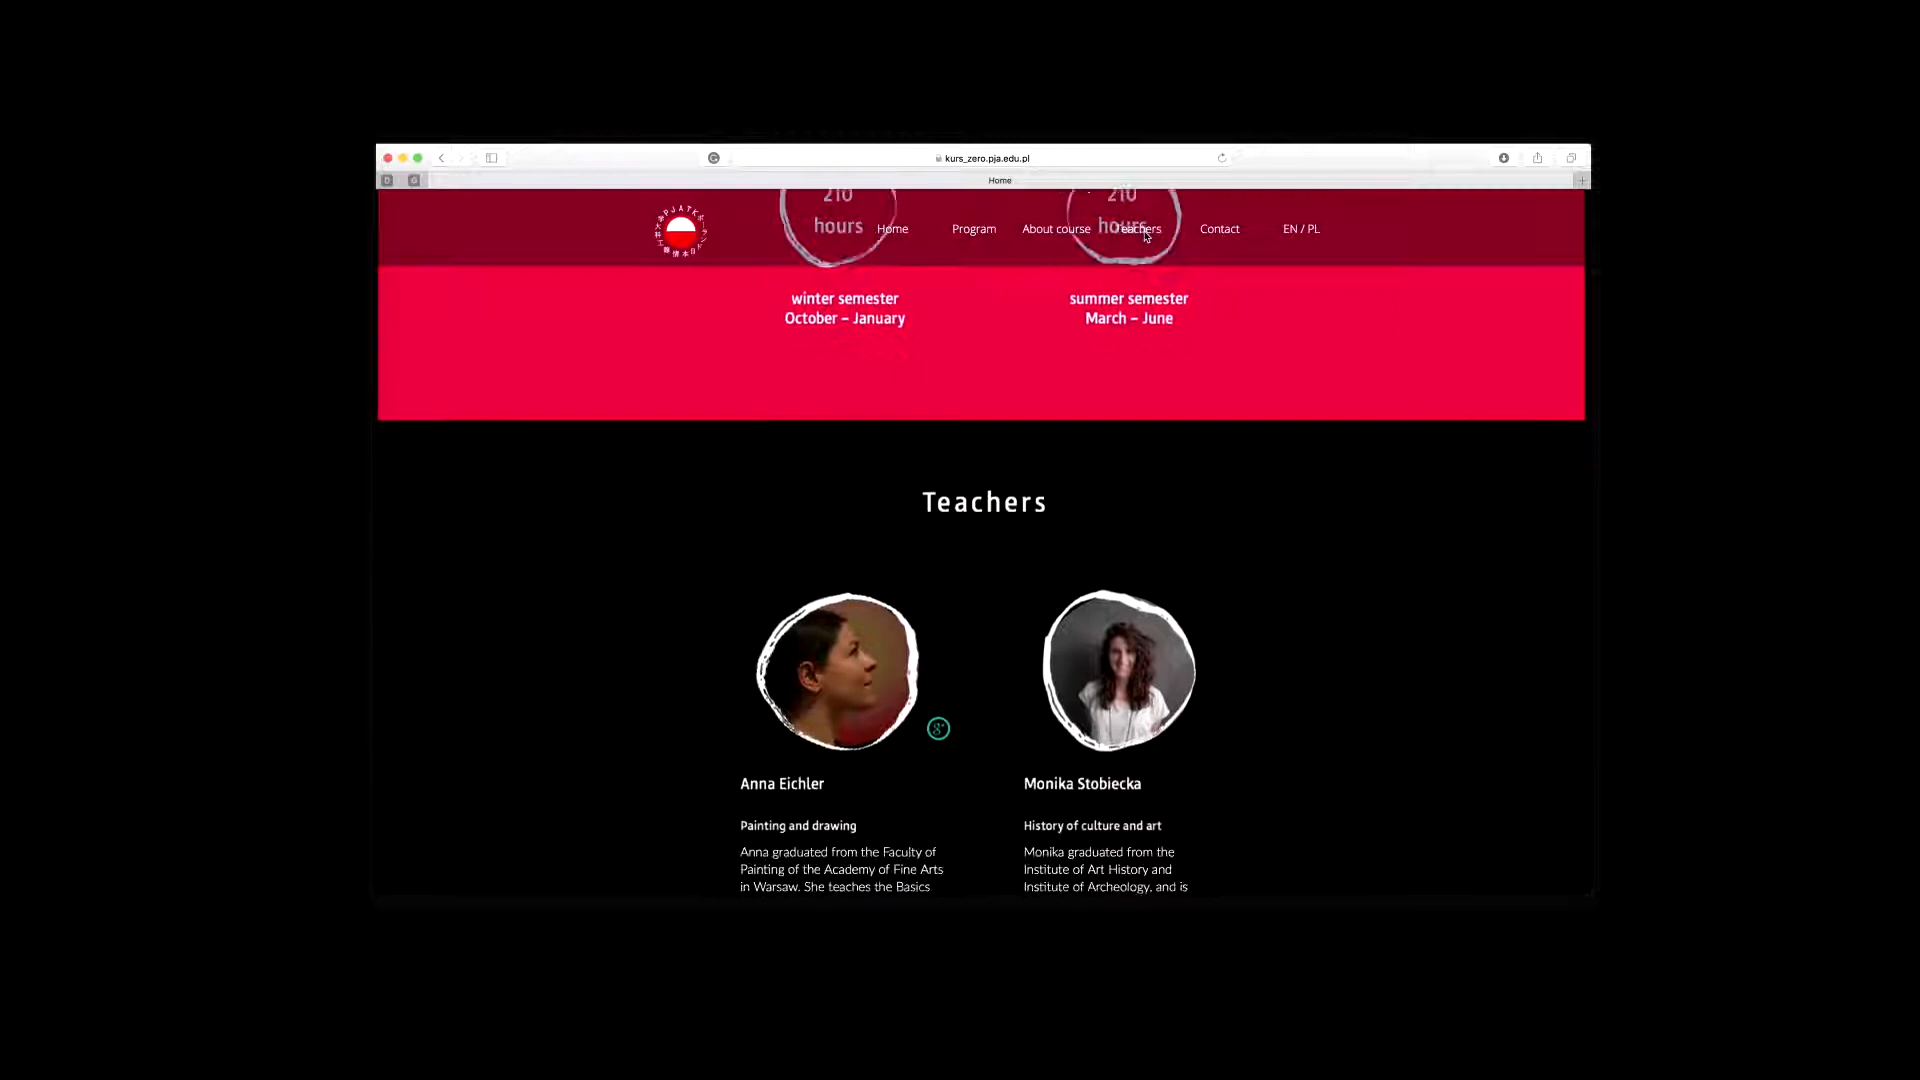 kurs_zero.pja.edu.pl
D
G
Home
210
hours
210
hours
PJATK
Home
Program
About course
Teachers
Contact
EN / PL
winter semester
October – January
summer semester
March – June
Teachers
Anna Eichler
Painting and drawing
Anna graduated from the Faculty of
Painting of the Academy of Fine Arts
in Warsaw. She teaches the Basics
Monika Stobiecka
History of culture and art
Monika graduated from the
Institute of Art History and
Institute of Archeology, and is